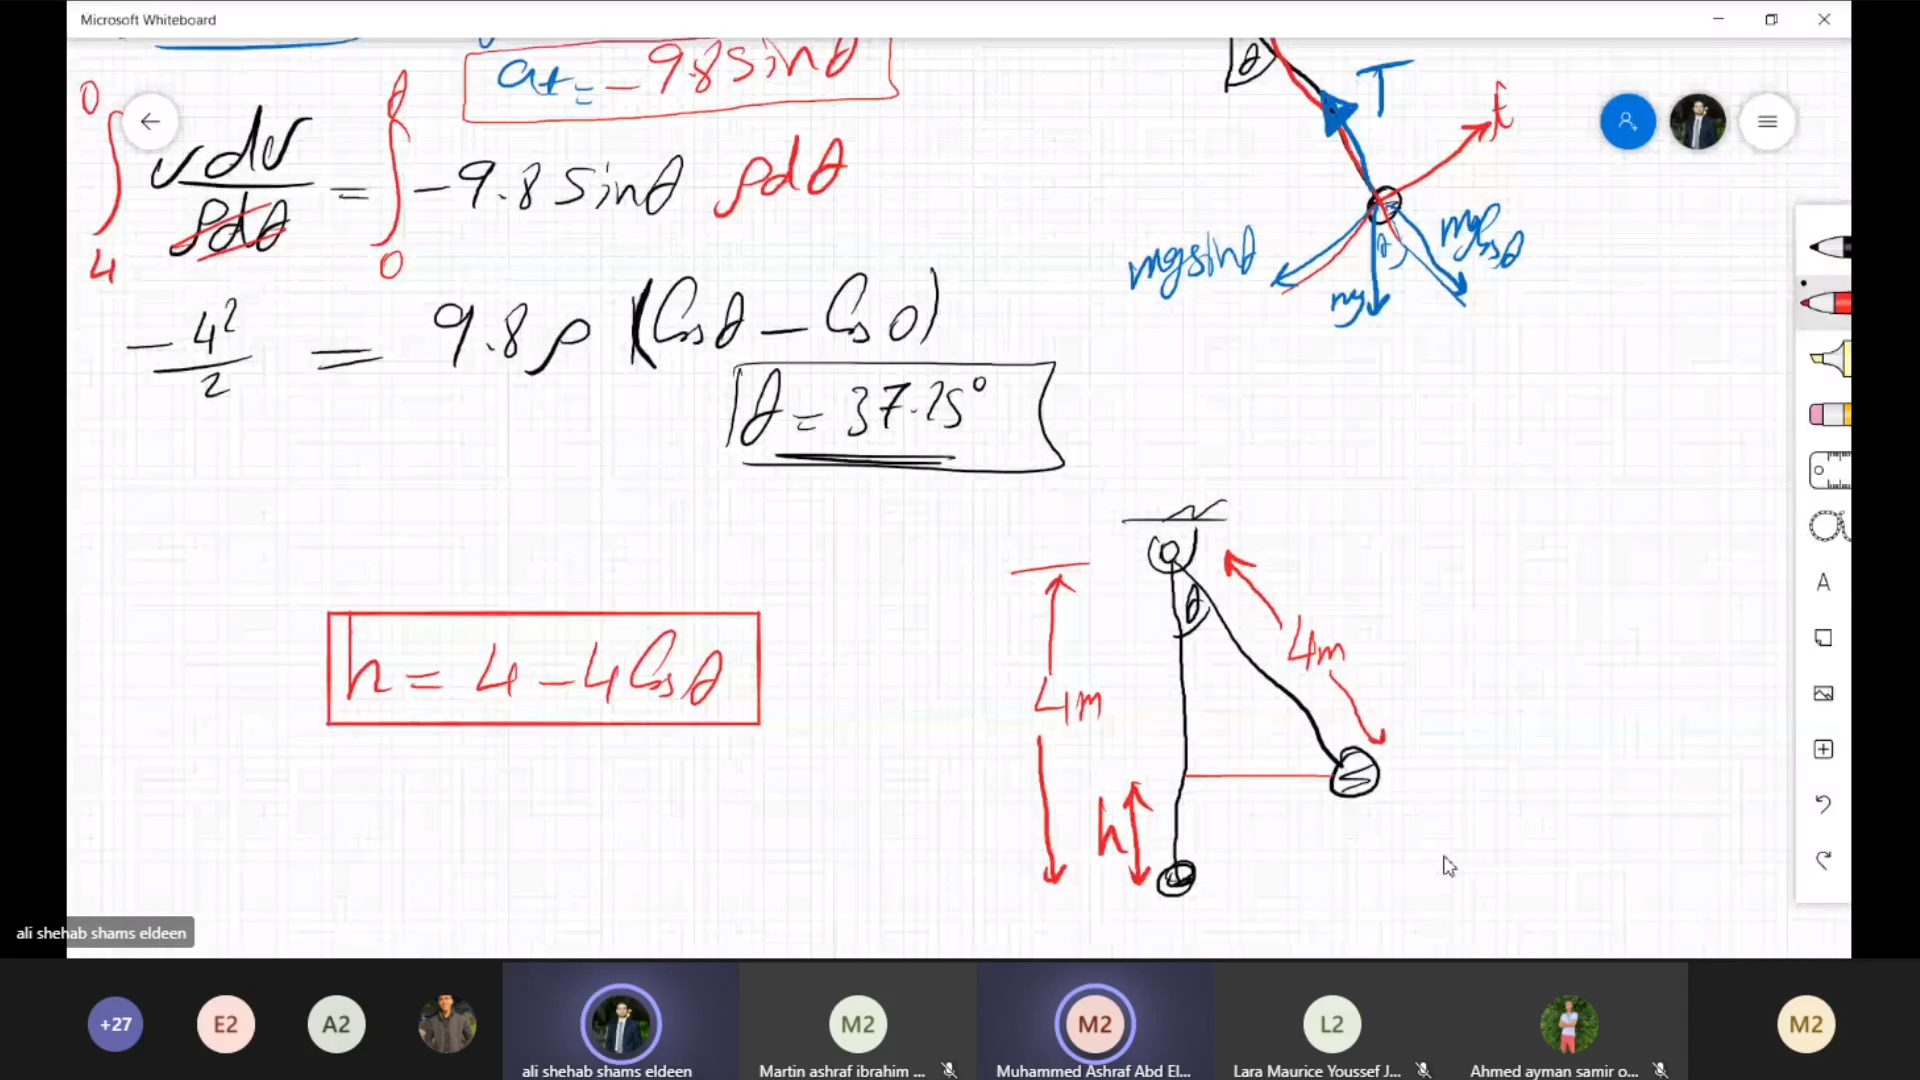 Microsoft Whiteboard
at = - 9.8 sinθ
0
θ
v dv
ρdθ
= -9.8 sinθ ρdθ
4
0
-4²
2
= 9.8 ρ (Cosθ - Cos 0)
θ = 37.25°
h = 4 - 4 Cosθ
θ
T
t
mg sinθ
θ
mg Cosθ
mg
θ
4m
4m
h
A
ali shehab shams eldeen
+27
E2
A2
M2
M2
L2
M2
ali shehab shams eldeen
Martin ashraf ibrahim ...
Muhammed Ashraf Abd El...
Lara Maurice Youssef J...
Ahmed ayman samir o...